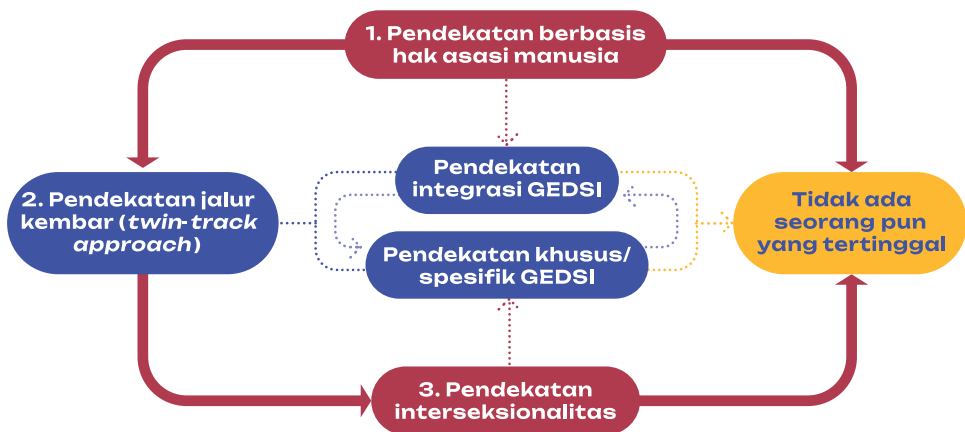 1. Pendekatan berbasis
hak asasi manusia
Pendekatan
integrasi GEDSI
2. Pendekatan jalur
kembar (twin-track
approach)
Tidak ada
seorang pun
yang tertinggal
Pendekatan khusus/
spesifik GEDSI
3. Pendekatan
interseksionalitas